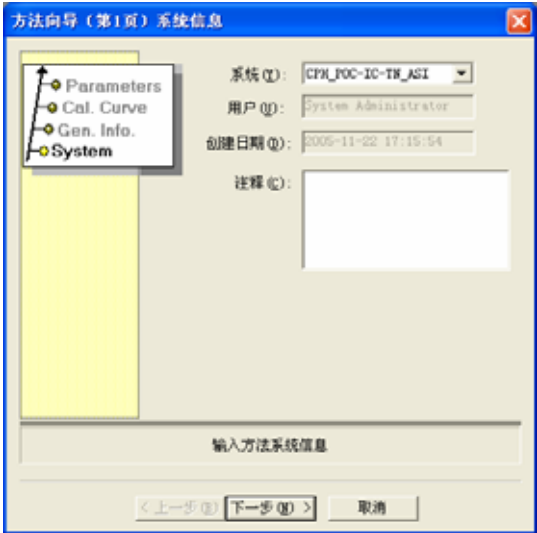 方法向导（第1页）系统信息
Parameters
Cal. Curve
Gen. Info.
System
系统(Y): CPH_POC-IC-TN_ASI
用户(U): System Administrator
创建日期(D): 2005-11-22 17:15:54
注释(C):
输入方法系统信息
<上一步(B) 下一步(N) > 取消